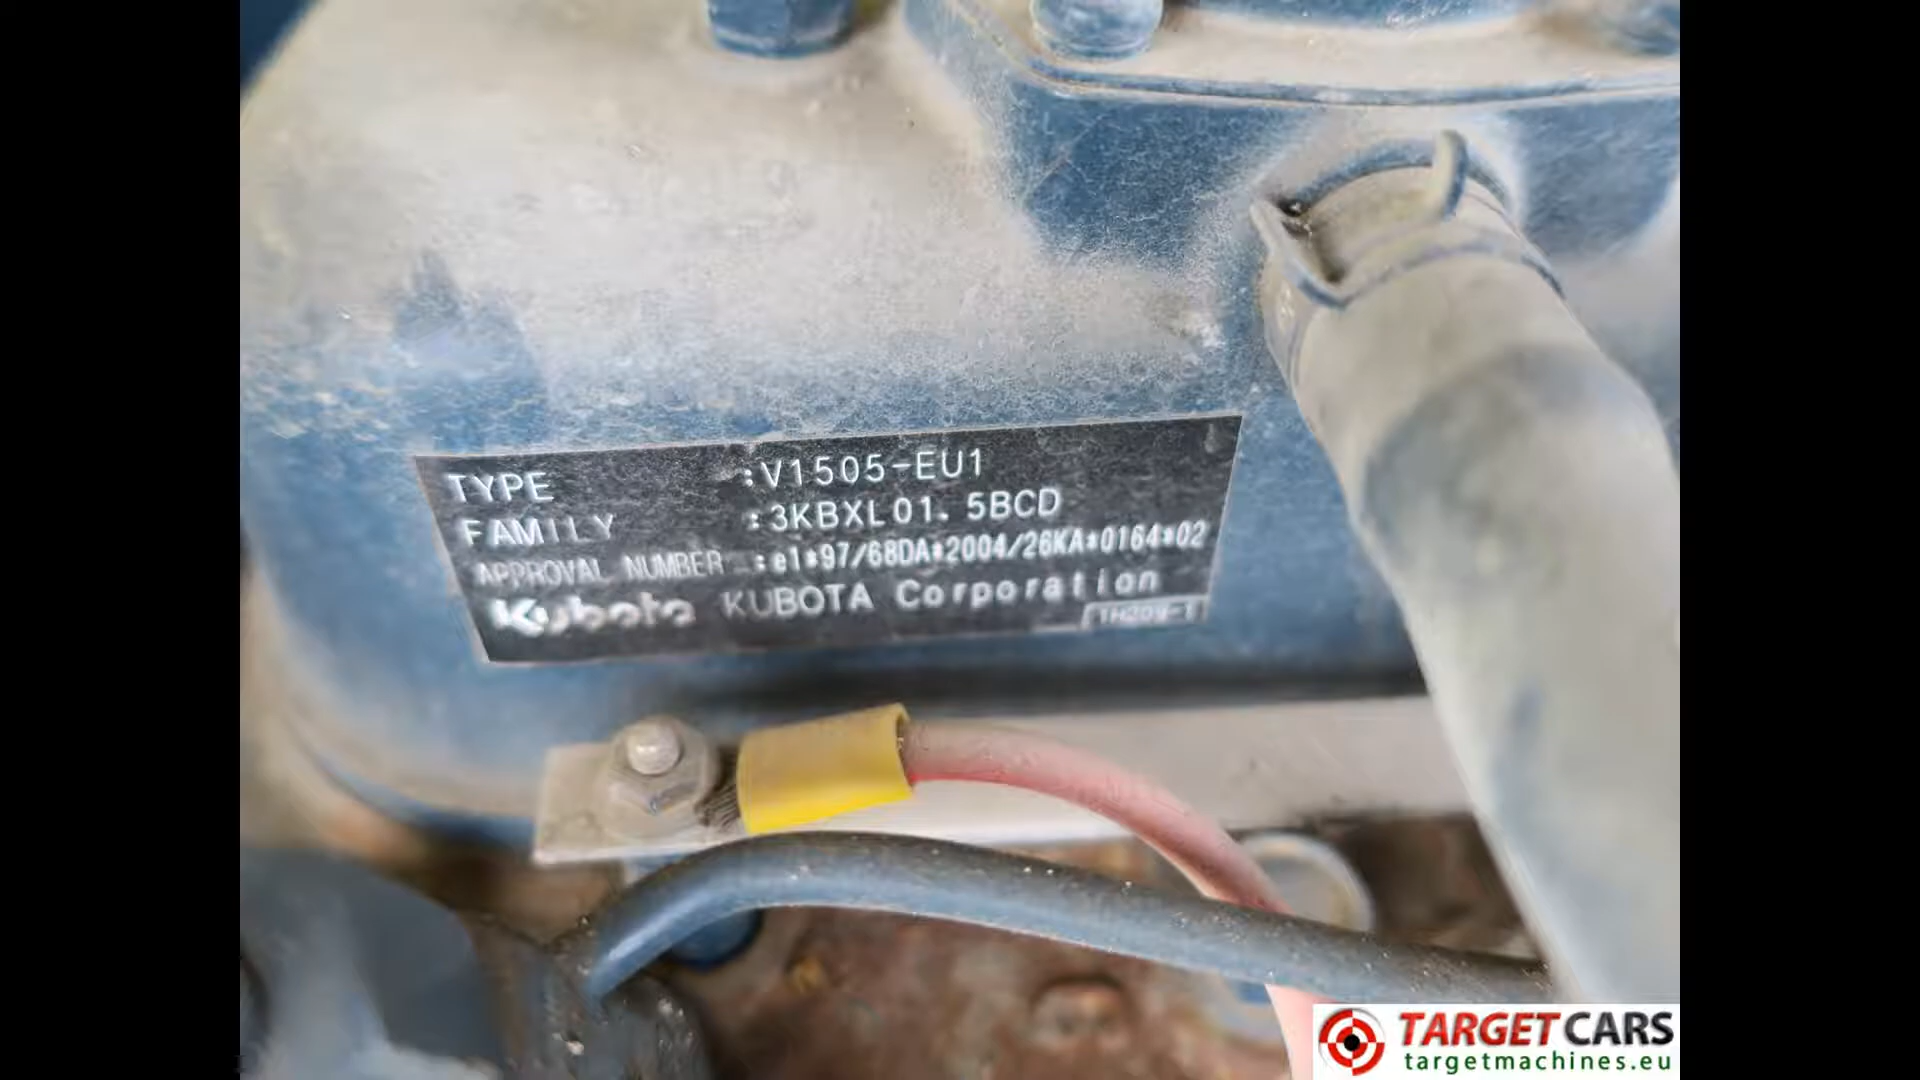 TYPE :V1505-EU1
FAMILY :3KBXL01.5BCD
APPROVAL NUMBER :e1*97/68DA*2004/26KA*0164*02
Kubota KUBOTA Corporation
TARGET CARS
targetmachines.eu